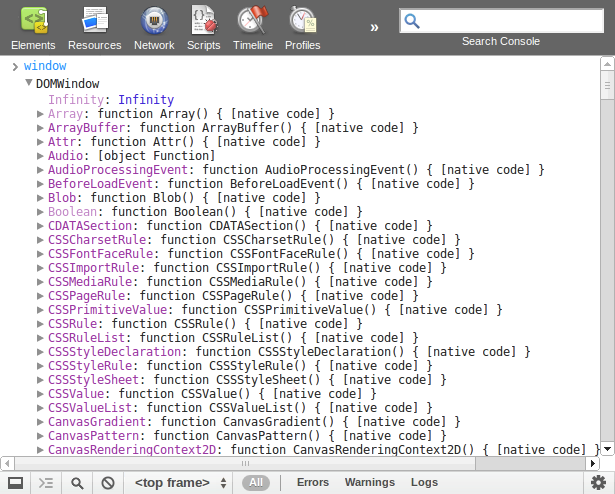 Elements Resources Network Scripts Timeline Profiles » Search Console
> window
DOMWindow
Infinity: Infinity
Array: function Array() { [native code] }
ArrayBuffer: function ArrayBuffer() { [native code] }
Attr: function Attr() { [native code] }
Audio: [object Function]
AudioProcessingEvent: function AudioProcessingEvent() { [native code] }
BeforeLoadEvent: function BeforeLoadEvent() { [native code] }
Blob: function Blob() { [native code] }
Boolean: function Boolean() { [native code] }
CDATASection: function CDATASection() { [native code] }
CSSCharsetRule: function CSSCharsetRule() { [native code] }
CSSFontFaceRule: function CSSFontFaceRule() { [native code] }
CSSImportRule: function CSSImportRule() { [native code] }
CSSMediaRule: function CSSMediaRule() { [native code] }
CSSPageRule: function CSSPageRule() { [native code] }
CSSPrimitiveValue: function CSSPrimitiveValue() { [native code] }
CSSRule: function CSSRule() { [native code] }
CSSRuleList: function CSSRuleList() { [native code] }
CSSStyleDeclaration: function CSSStyleDeclaration() { [native code] }
CSSStyleRule: function CSSStyleRule() { [native code] }
CSSStyleSheet: function CSSStyleSheet() { [native code] }
CSSValue: function CSSValue() { [native code] }
CSSValueList: function CSSValueList() { [native code] }
CanvasGradient: function CanvasGradient() { [native code] }
CanvasPattern: function CanvasPattern() { [native code] }
CanvasRenderingContext2D: function CanvasRenderingContext2D() { [native code] }
<top frame> All Errors Warnings Logs